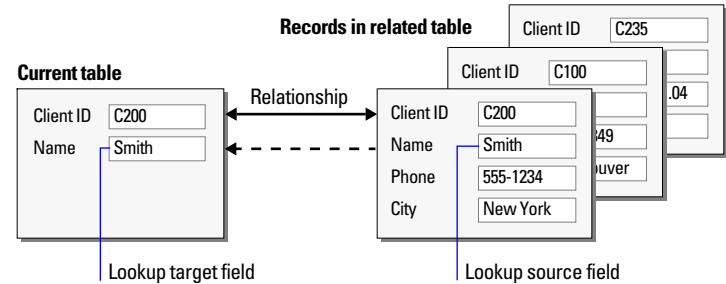 Records in related table
Client ID C235
.04
Client ID C100
349
ouver
Current table
Client ID C200
Name Smith
Relationship
Client ID C200
Name Smith
Phone 555-1234
City New York
Lookup target field
Lookup source field